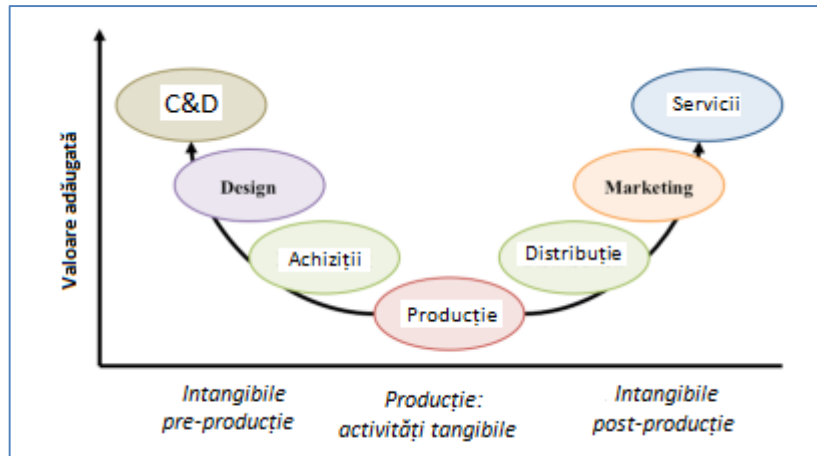 Valoare adăugată
C&D
Servicii
Design
Marketing
Achiziții
Distribuție
Producție
Intangibile
pre-producție
Producție:
activități tangibile
Intangibile
post-producție